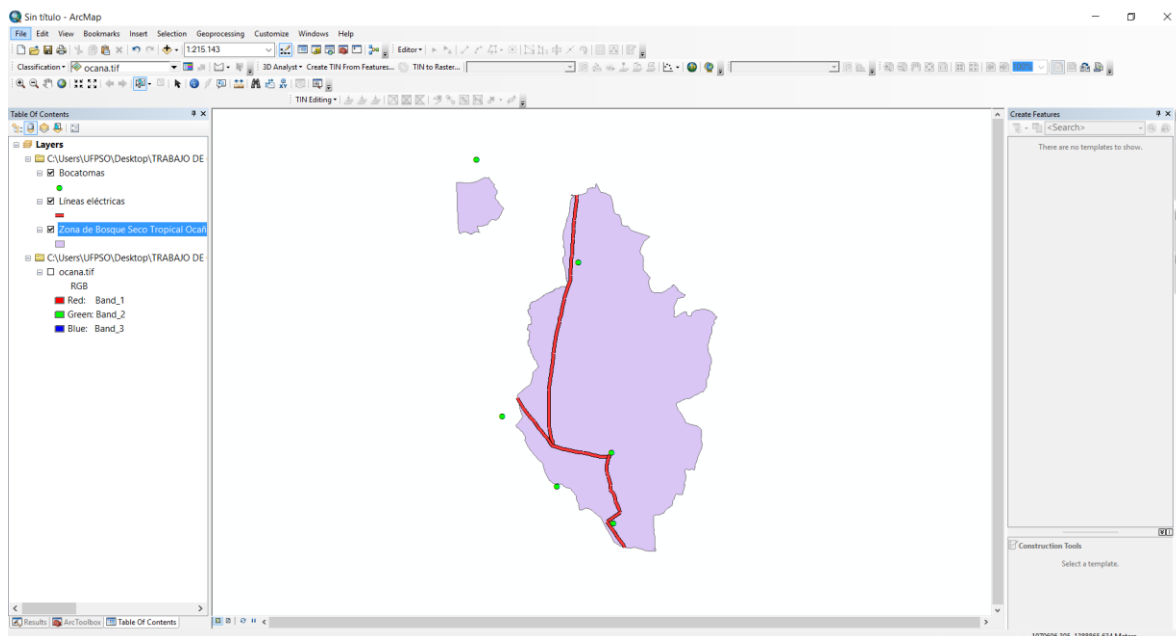 Sin título - ArcMap
File Edit View Bookmarks Insert Selection Geoprocessing Customize Windows Help
1:215.143 Editor
Classification ocana.tif 3D Analyst Create TIN From Features... TIN to Raster... 100%
TIN Editing
Table Of Contents
Layers
C:\Users\UFPSO\Desktop\TRABAJO DE
Bocatomas
Líneas eléctricas
Zona de Bosque Seco Tropical Ocañ
C:\Users\UFPSO\Desktop\TRABAJO DE
ocana.tif
RGB
Red: Band_1
Green: Band_2
Blue: Band_3
Results ArcToolbox Table Of Contents
Create Features
<Search>
There are no templates to show.
Construction Tools
Select a template.